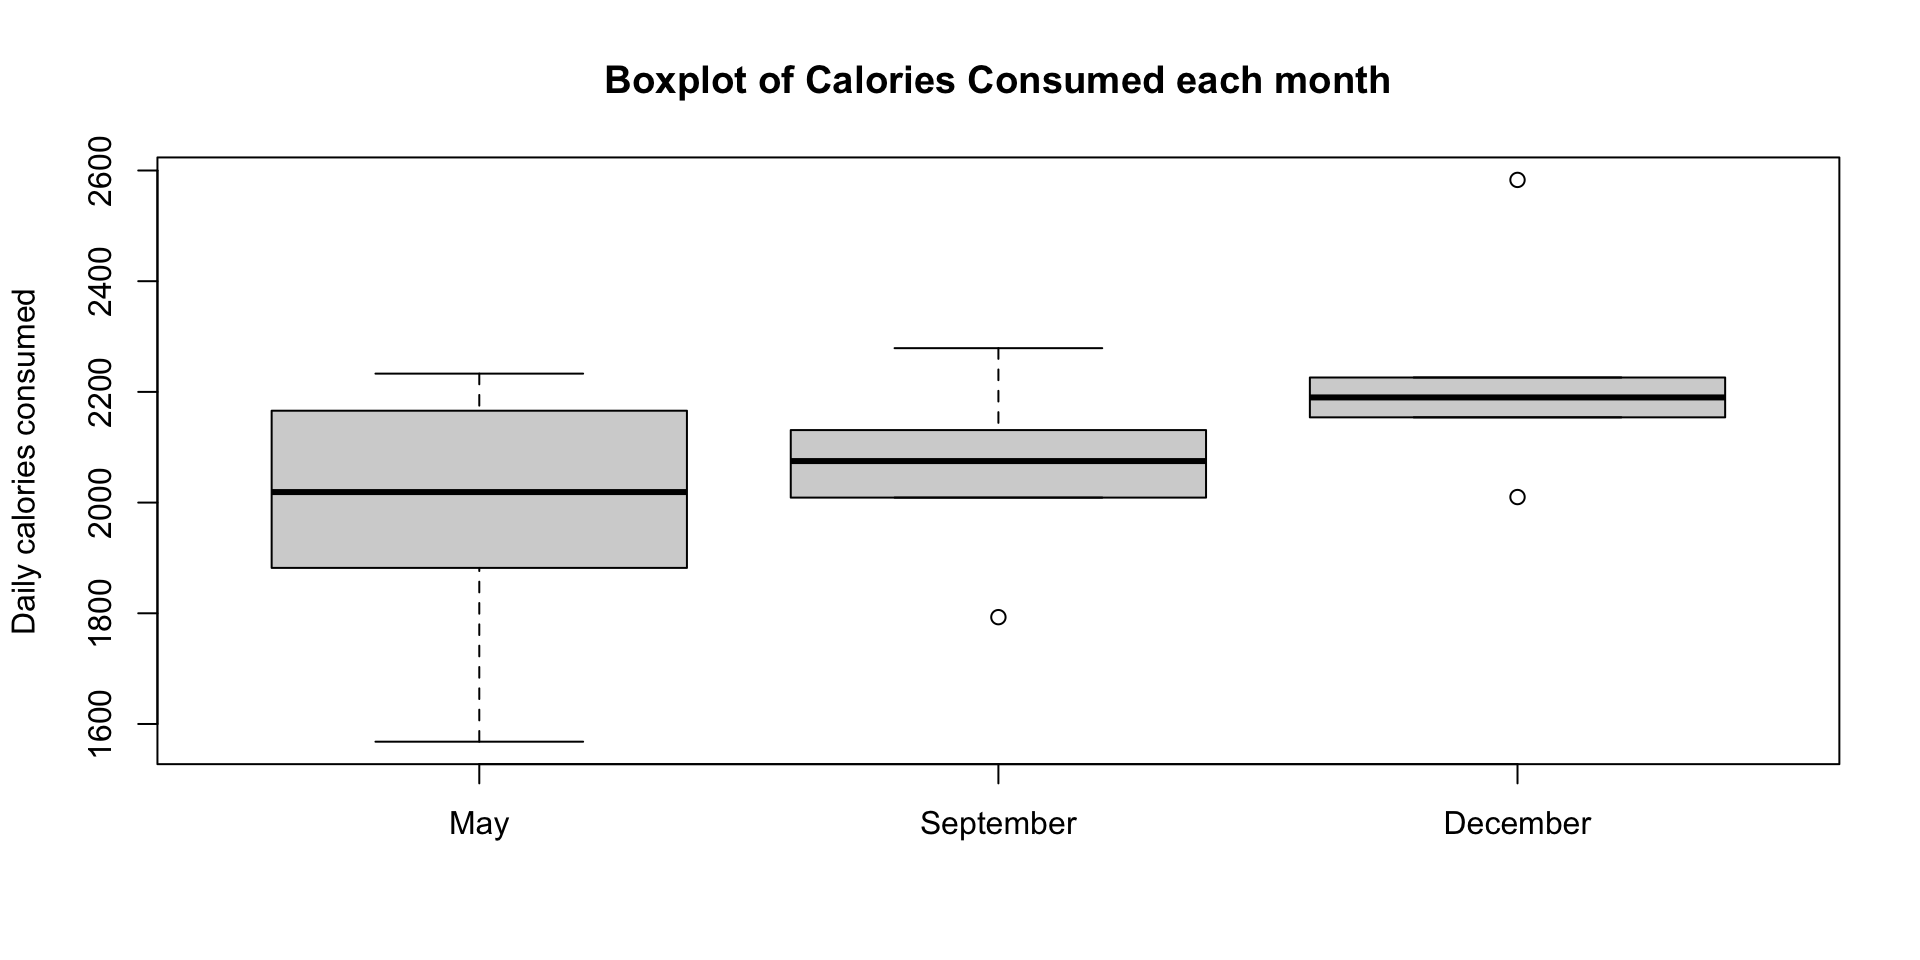 Boxplot of Calories Consumed each month
Daily calories consumed
2600
2400
2200
2000
1800
1600
May
September
December